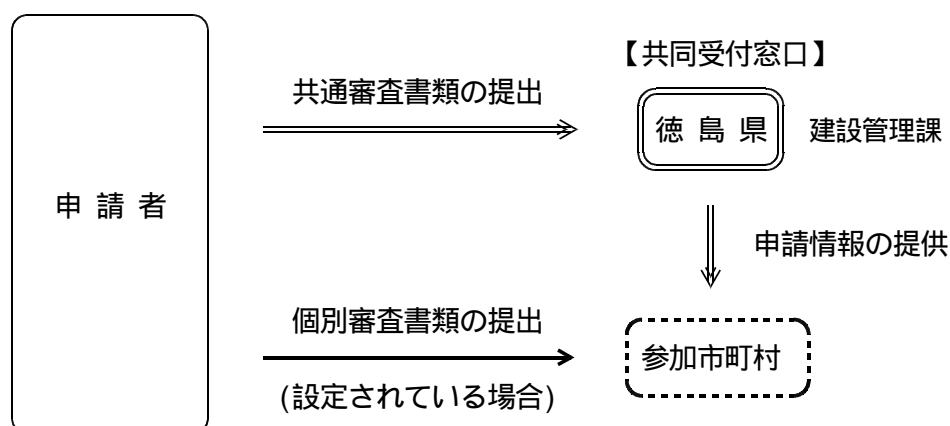 【共同受付窓口】
共通審査書類の提出
徳島県 建設管理課
申請者
申請情報の提供
個別審査書類の提出
参加市町村
(設定されている場合)